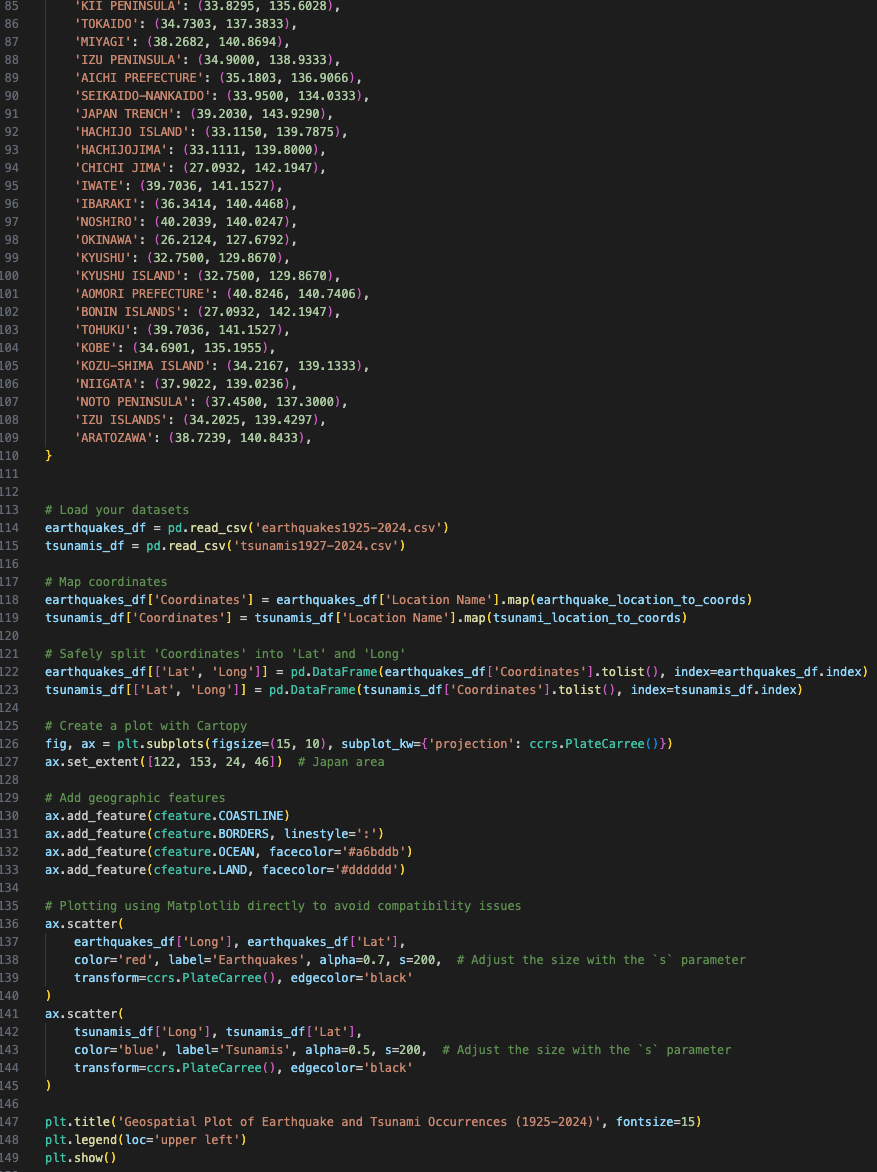 85 'KII PENINSULA': (33.8295, 135.6028),
86 'TOKAIDO': (34.7303, 137.3833),
87 'MIYAGI': (38.2682, 140.8694),
88 'IZU PENINSULA': (34.9000, 138.9333),
89 'AICHI PREFECTURE': (35.1803, 136.9066),
90 'SEIKAIDO-NANKAIDO': (33.9500, 134.0333),
91 'JAPAN TRENCH': (39.2030, 143.9290),
92 'HACHIJO ISLAND': (33.1150, 139.7875),
93 'HACHIJOJIMA': (33.1111, 139.8000),
94 'CHICHI JIMA': (27.0932, 142.1947),
95 'IWATE': (39.7036, 141.1527),
96 'IBARAKI': (36.3414, 140.4468),
97 'NOSHIRO': (40.2039, 140.0247),
98 'OKINAWA': (26.2124, 127.6792),
99 'KYUSHU': (32.7500, 129.8670),
100 'KYUSHU ISLAND': (32.7500, 129.8670),
101 'AOMORI PREFECTURE': (40.8246, 140.7406),
102 'BONIN ISLANDS': (27.0932, 142.1947),
103 'TOHUKU': (39.7036, 141.1527),
104 'KOBE': (34.6901, 135.1955),
105 'KOZU-SHIMA ISLAND': (34.2167, 139.1333),
106 'NIIGATA': (37.9022, 139.0236),
107 'NOTO PENINSULA': (37.4500, 137.3000),
108 'IZU ISLANDS': (34.2025, 139.4297),
109 'ARATOZAWA': (38.7239, 140.8433),
110 }
111
112
113 # Load your datasets
114 earthquakes_df = pd.read_csv('earthquakes1925-2024.csv')
115 tsunamis_df = pd.read_csv('tsunamis1927-2024.csv')
116
117 # Map coordinates
118 earthquakes_df['Coordinates'] = earthquakes_df['Location Name'].map(earthquake_location_to_coords)
119 tsunamis_df['Coordinates'] = tsunamis_df['Location Name'].map(tsunami_location_to_coords)
120
121 # Safely split 'Coordinates' into 'Lat' and 'Long'
122 earthquakes_df[['Lat', 'Long']] = pd.DataFrame(earthquakes_df['Coordinates'].tolist(), index=earthquakes_df.index)
123 tsunamis_df[['Lat', 'Long']] = pd.DataFrame(tsunamis_df['Coordinates'].tolist(), index=tsunamis_df.index)
124
125 # Create a plot with Cartopy
126 fig, ax = plt.subplots(figsize=(15, 10), subplot_kw={'projection': ccrs.PlateCarree()})
127 ax.set_extent([122, 153, 24, 46])  # Japan area
128
129 # Add geographic features
130 ax.add_feature(cfeature.COASTLINE)
131 ax.add_feature(cfeature.BORDERS, linestyle=':')
132 ax.add_feature(cfeature.OCEAN, facecolor='#a6bddb')
133 ax.add_feature(cfeature.LAND, facecolor='#dddddd')
134
135 # Plotting using Matplotlib directly to avoid compatibility issues
136 ax.scatter(
137 earthquakes_df['Long'], earthquakes_df['Lat'],
138 color='red', label='Earthquakes', alpha=0.7, s=200,  # Adjust the size with the `s` parameter
139 transform=ccrs.PlateCarree(), edgecolor='black'
140 )
141 ax.scatter(
142 tsunamis_df['Long'], tsunamis_df['Lat'],
143 color='blue', label='Tsunamis', alpha=0.5, s=200,  # Adjust the size with the `s` parameter
144 transform=ccrs.PlateCarree(), edgecolor='black'
145 )
146
147 plt.title('Geospatial Plot of Earthquake and Tsunami Occurrences (1925-2024)', fontsize=15)
148 plt.legend(loc='upper left')
149 plt.show()